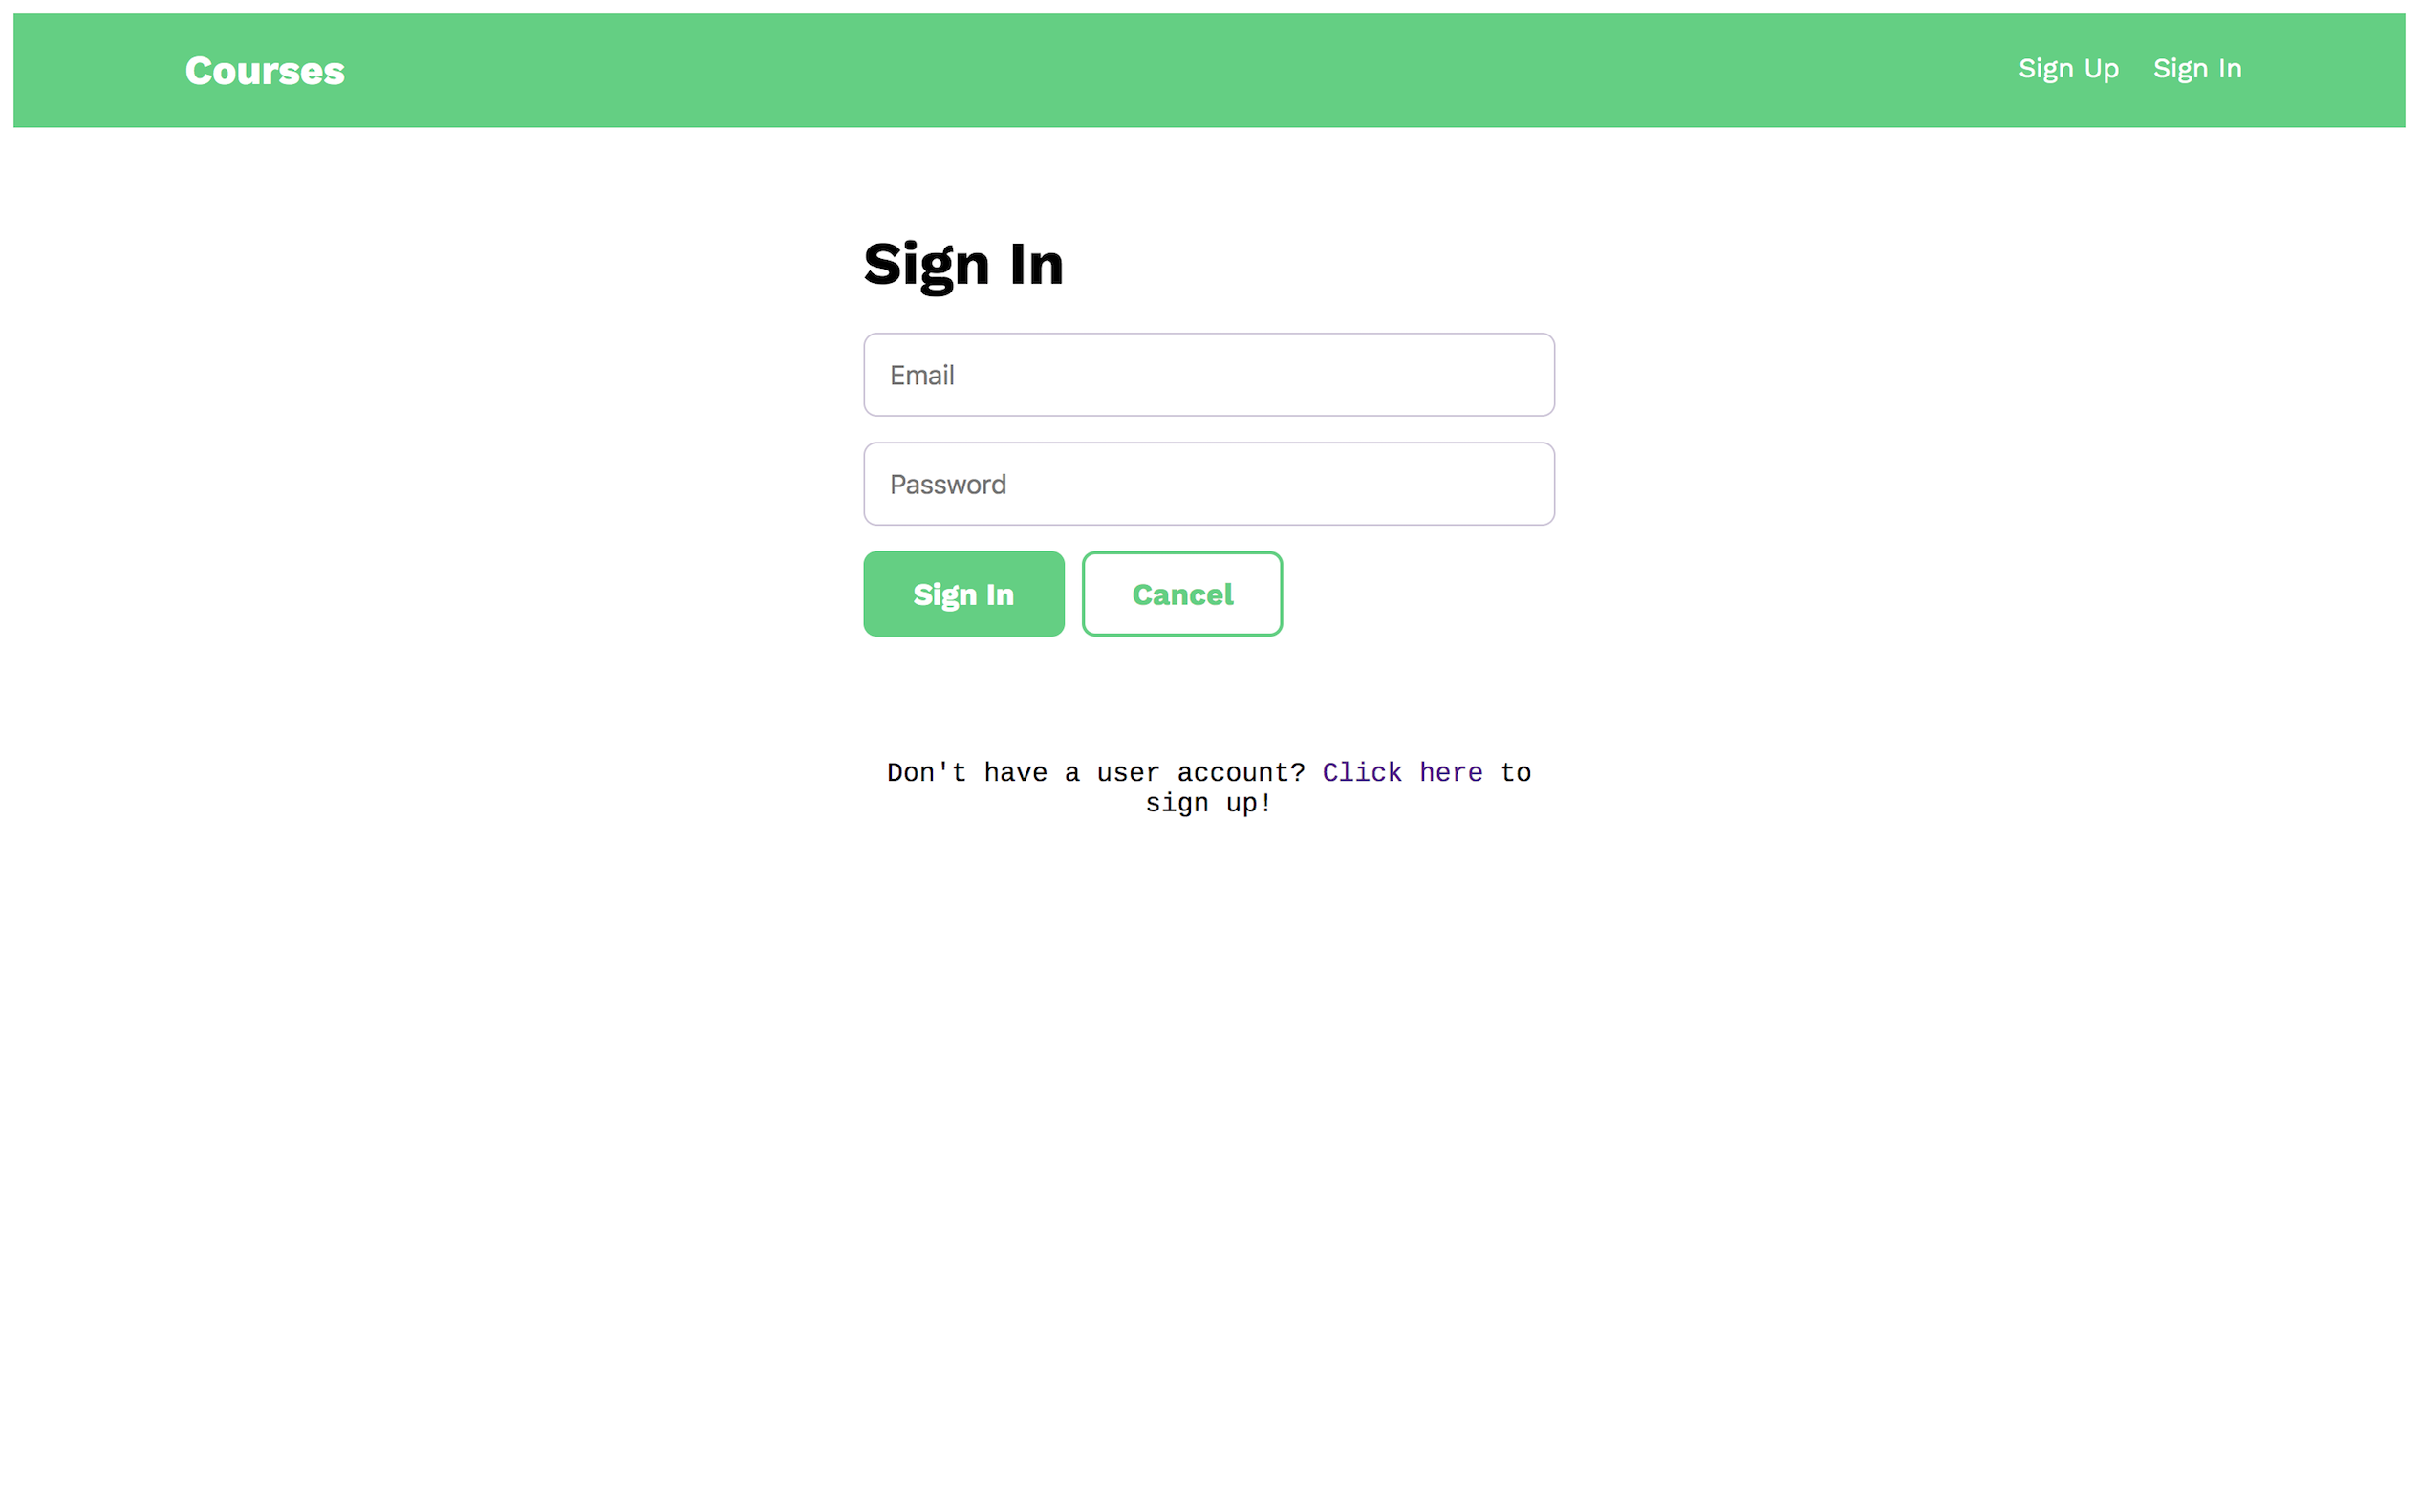 Courses
Sign Up
Sign In
Sign In
Email
Password
Sign In
Cancel
Don't have a user account? Click here to
sign up!